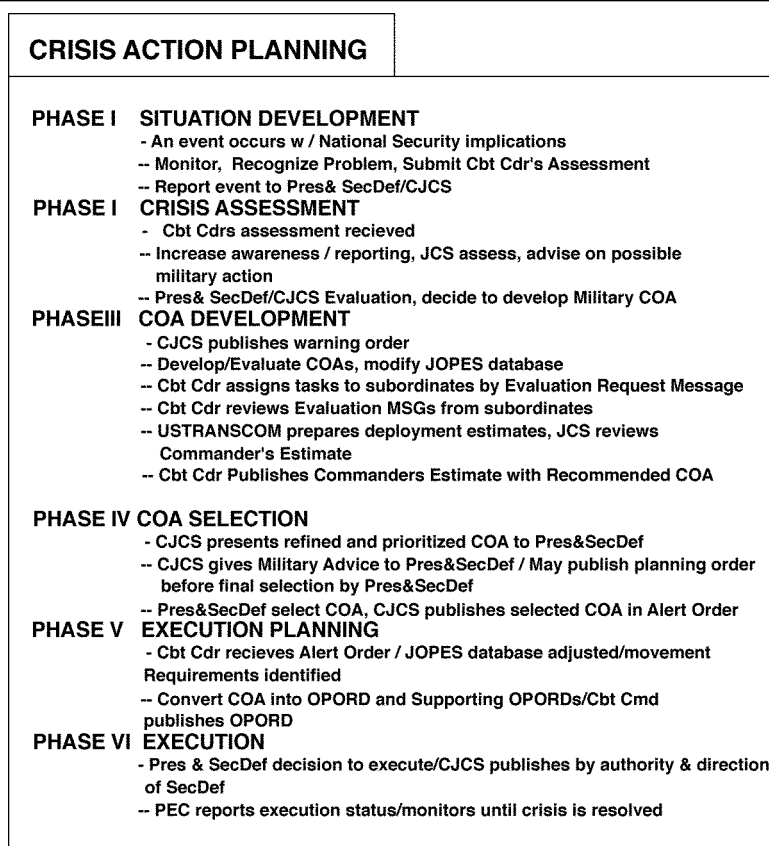 CRISIS ACTION PLANNING
PHASE I SITUATION DEVELOPMENT
- An event occurs w / National Security implications
-- Monitor, Recognize Problem, Submit Cbt Cdr's Assessment
-- Report event to Pres& SecDef/CJCS
PHASE I CRISIS ASSESSMENT
- Cbt Cdrs assessment recieved
-- Increase awareness / reporting, JCS assess, advise on possible
military action
-- Pres& SecDef/CJCS Evaluation, decide to develop Military COA
PHASEIII COA DEVELOPMENT
- CJCS publishes warning order
-- Develop/Evaluate COAs, modify JOPES database
-- Cbt Cdr assigns tasks to subordinates by Evaluation Request Message
-- Cbt Cdr reviews Evaluation MSGs from subordinates
-- USTRANSCOM prepares deployment estimates, JCS reviews
Commander's Estimate
-- Cbt Cdr Publishes Commanders Estimate with Recommended COA
PHASE IV COA SELECTION
- CJCS presents refined and prioritized COA to Pres&SecDef
-- CJCS gives Military Advice to Pres&SecDef / May publish planning order
before final selection by Pres&SecDef
-- Pres&SecDef select COA, CJCS publishes selected COA in Alert Order
PHASE V EXECUTION PLANNING
- Cbt Cdr recieves Alert Order / JOPES database adjusted/movement
Requirements identified
-- Convert COA into OPORD and Supporting OPORDs/Cbt Cmd
publishes OPORD
PHASE VI EXECUTION
- Pres & SecDef decision to execute/CJCS publishes by authority & direction
of SecDef
-- PEC reports execution status/monitors until crisis is resolved